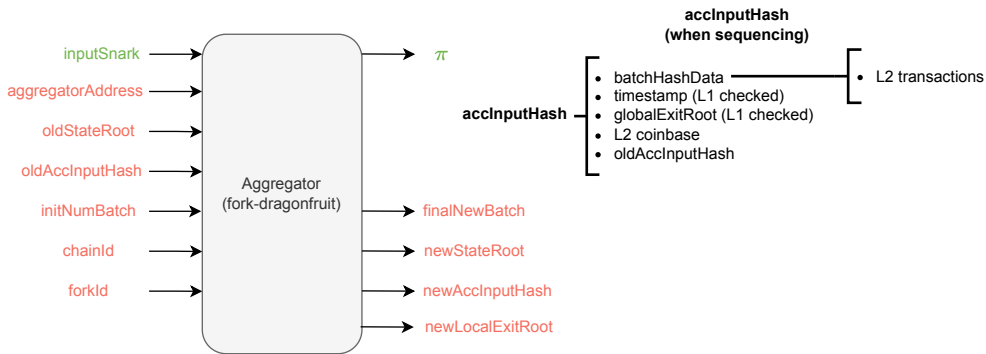 inputSnark
aggregatorAddress
oldStateRoot
oldAccInputHash
initNumBatch
chainId
forkId
Aggregator
(fork-dragonfruit)
π
finalNewBatch
newStateRoot
newAccInputHash
newLocalExitRoot
accInputHash
(when sequencing)
accInputHash
• batchHashData
• timestamp (L1 checked)
• globalExitRoot (L1 checked)
• L2 coinbase
• oldAccInputHash
• L2 transactions